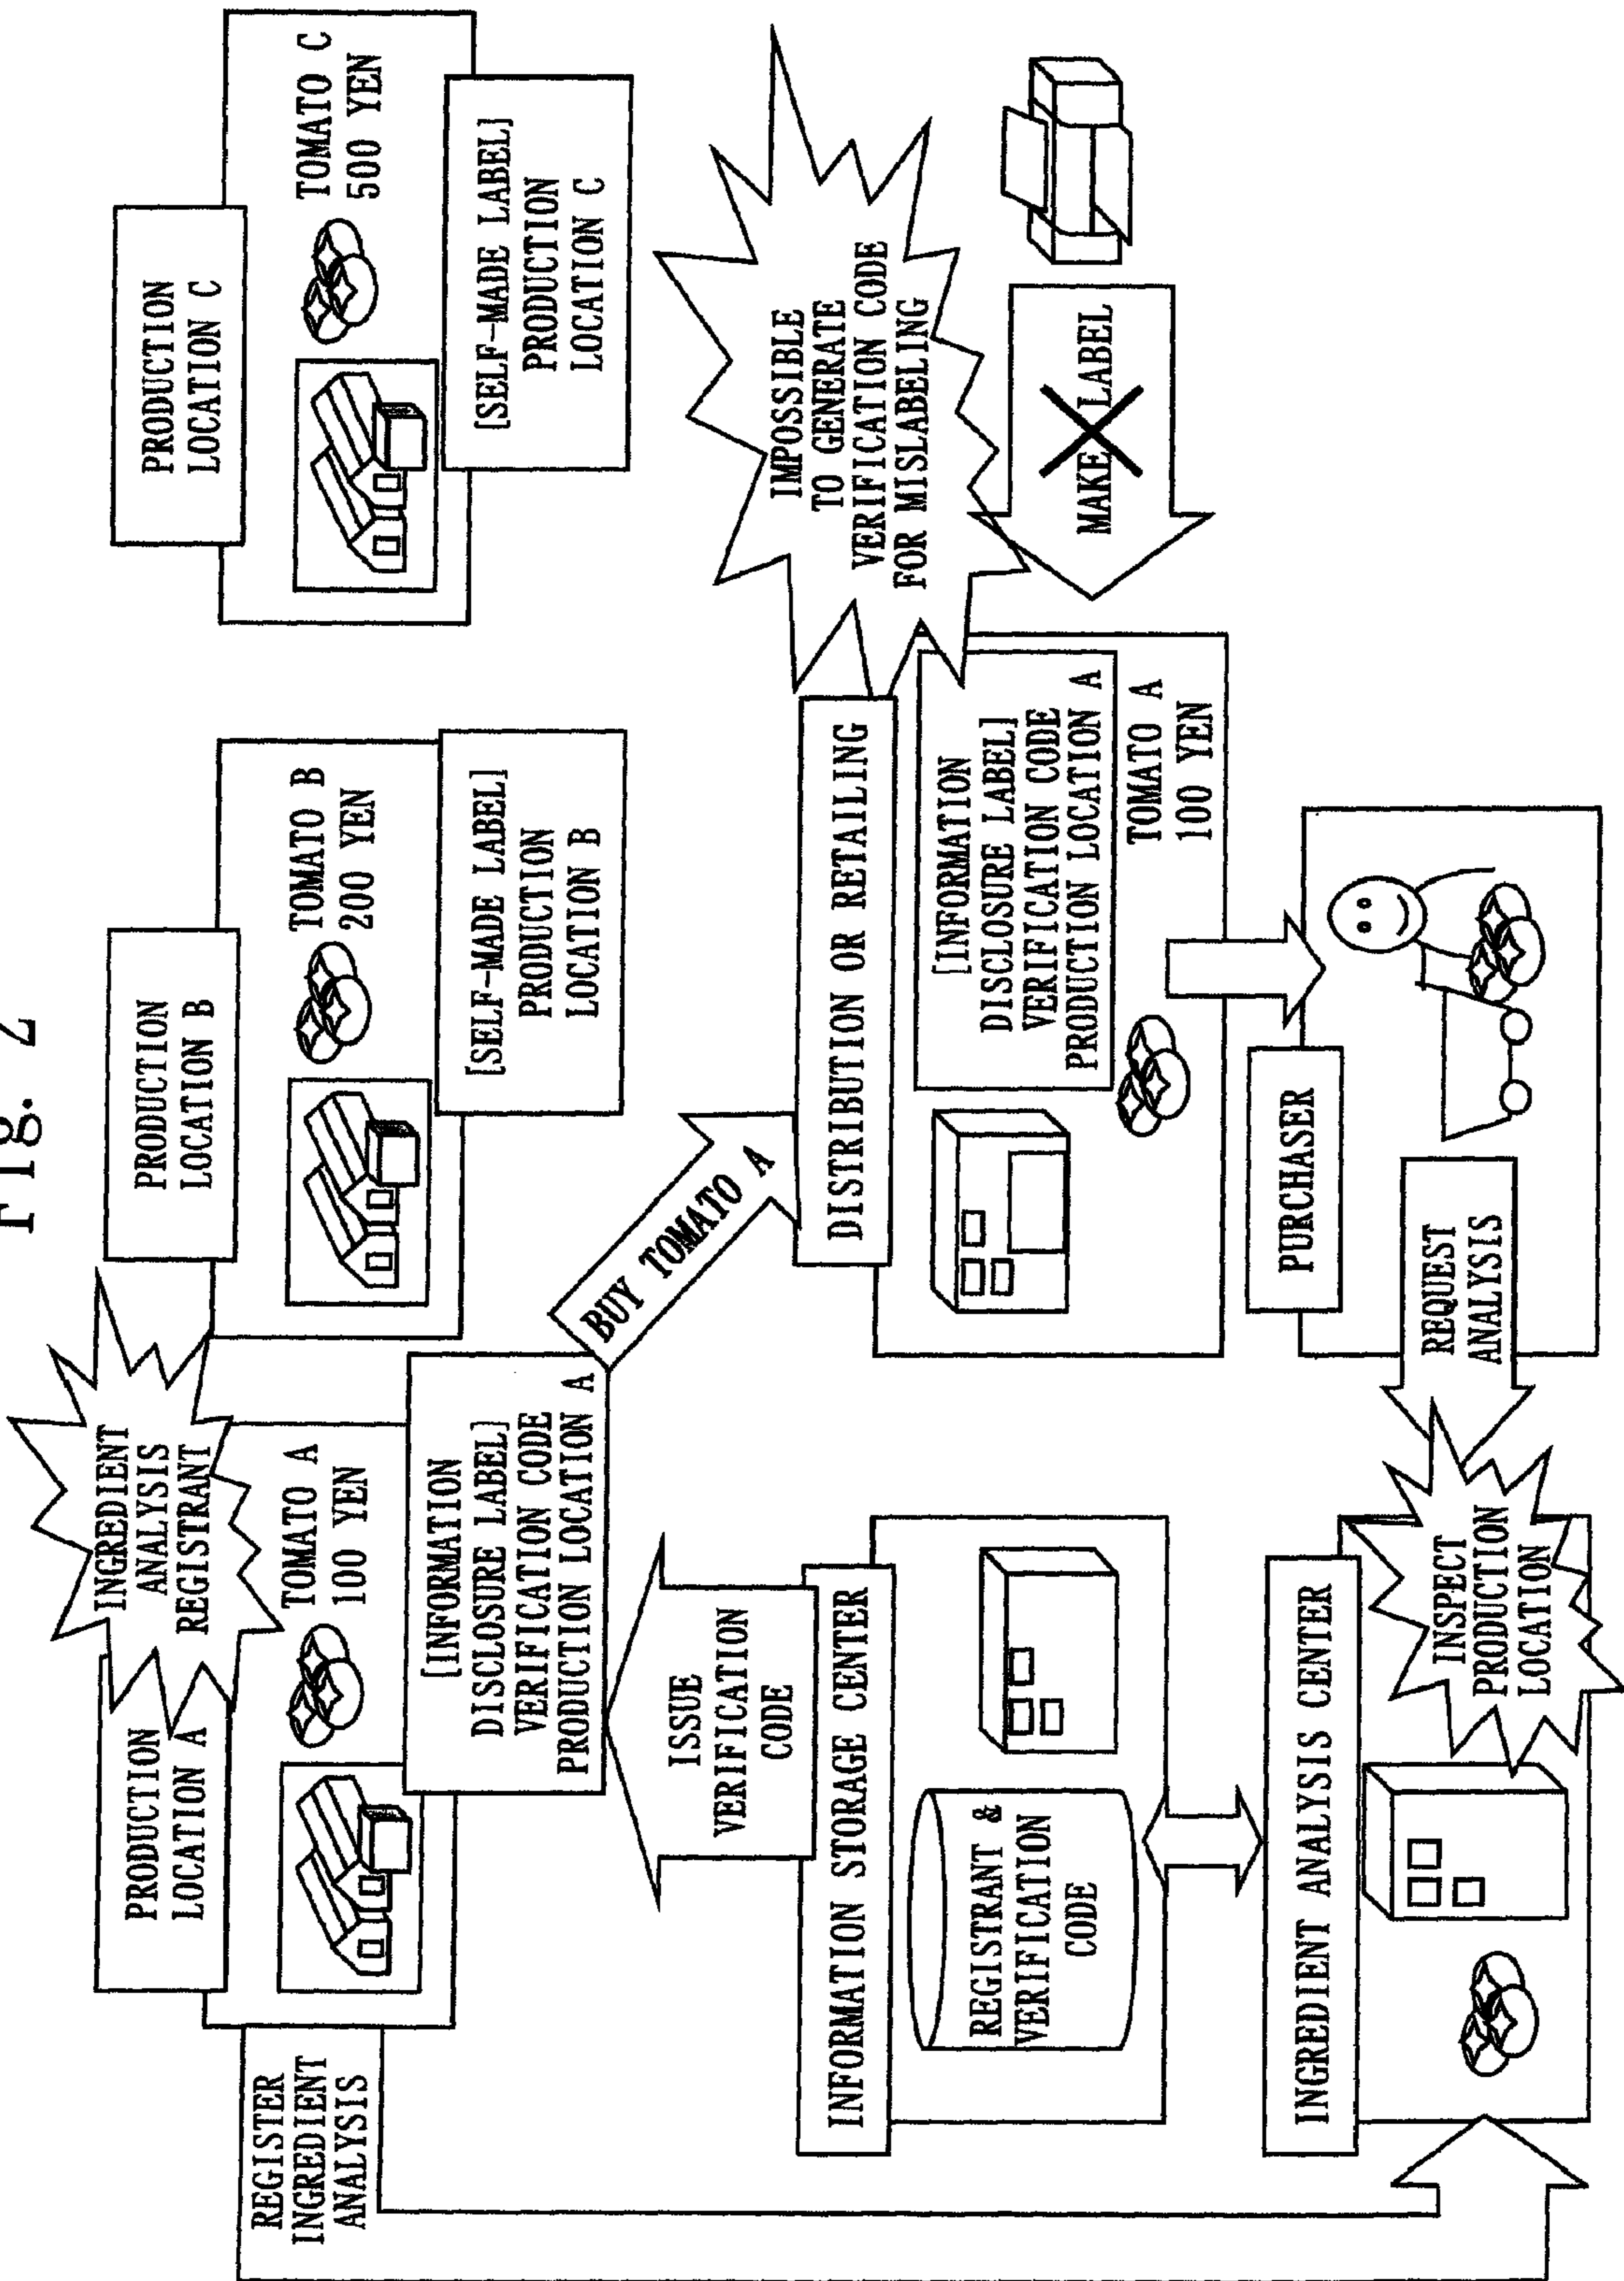 Fig. 2
PRODUCTION
LOCATION A
INGREDIENT
ANALYSIS
REGISTRANT
TOMATO A
100 YEN
[INFORMATION
DISCLOSURE LABEL]
VERIFICATION CODE
PRODUCTION LOCATION A
REGISTER
INGREDIENT
ANALYSIS
PRODUCTION
LOCATION B
TOMATO B
200 YEN
[SELF-MADE LABEL]
PRODUCTION
LOCATION B
PRODUCTION
LOCATION C
TOMATO C
500 YEN
[SELF-MADE LABEL]
PRODUCTION
LOCATION C
ISSUE
VERIFICATION
CODE
BUY TOMATO A
INFORMATION STORAGE CENTER
REGISTRANT &
VERIFICATION
CODE
DISTRIBUTION OR RETAILING
[INFORMATION
DISCLOSURE LABEL]
VERIFICATION CODE
PRODUCTION LOCATION A
TOMATO A
100 YEN
IMPOSSIBLE
TO GENERATE
VERIFICATION CODE
FOR MISLABELING
MAKE LABEL
INGREDIENT ANALYSIS CENTER
INSPECT
PRODUCTION
LOCATION
REQUEST
ANALYSIS
PURCHASER